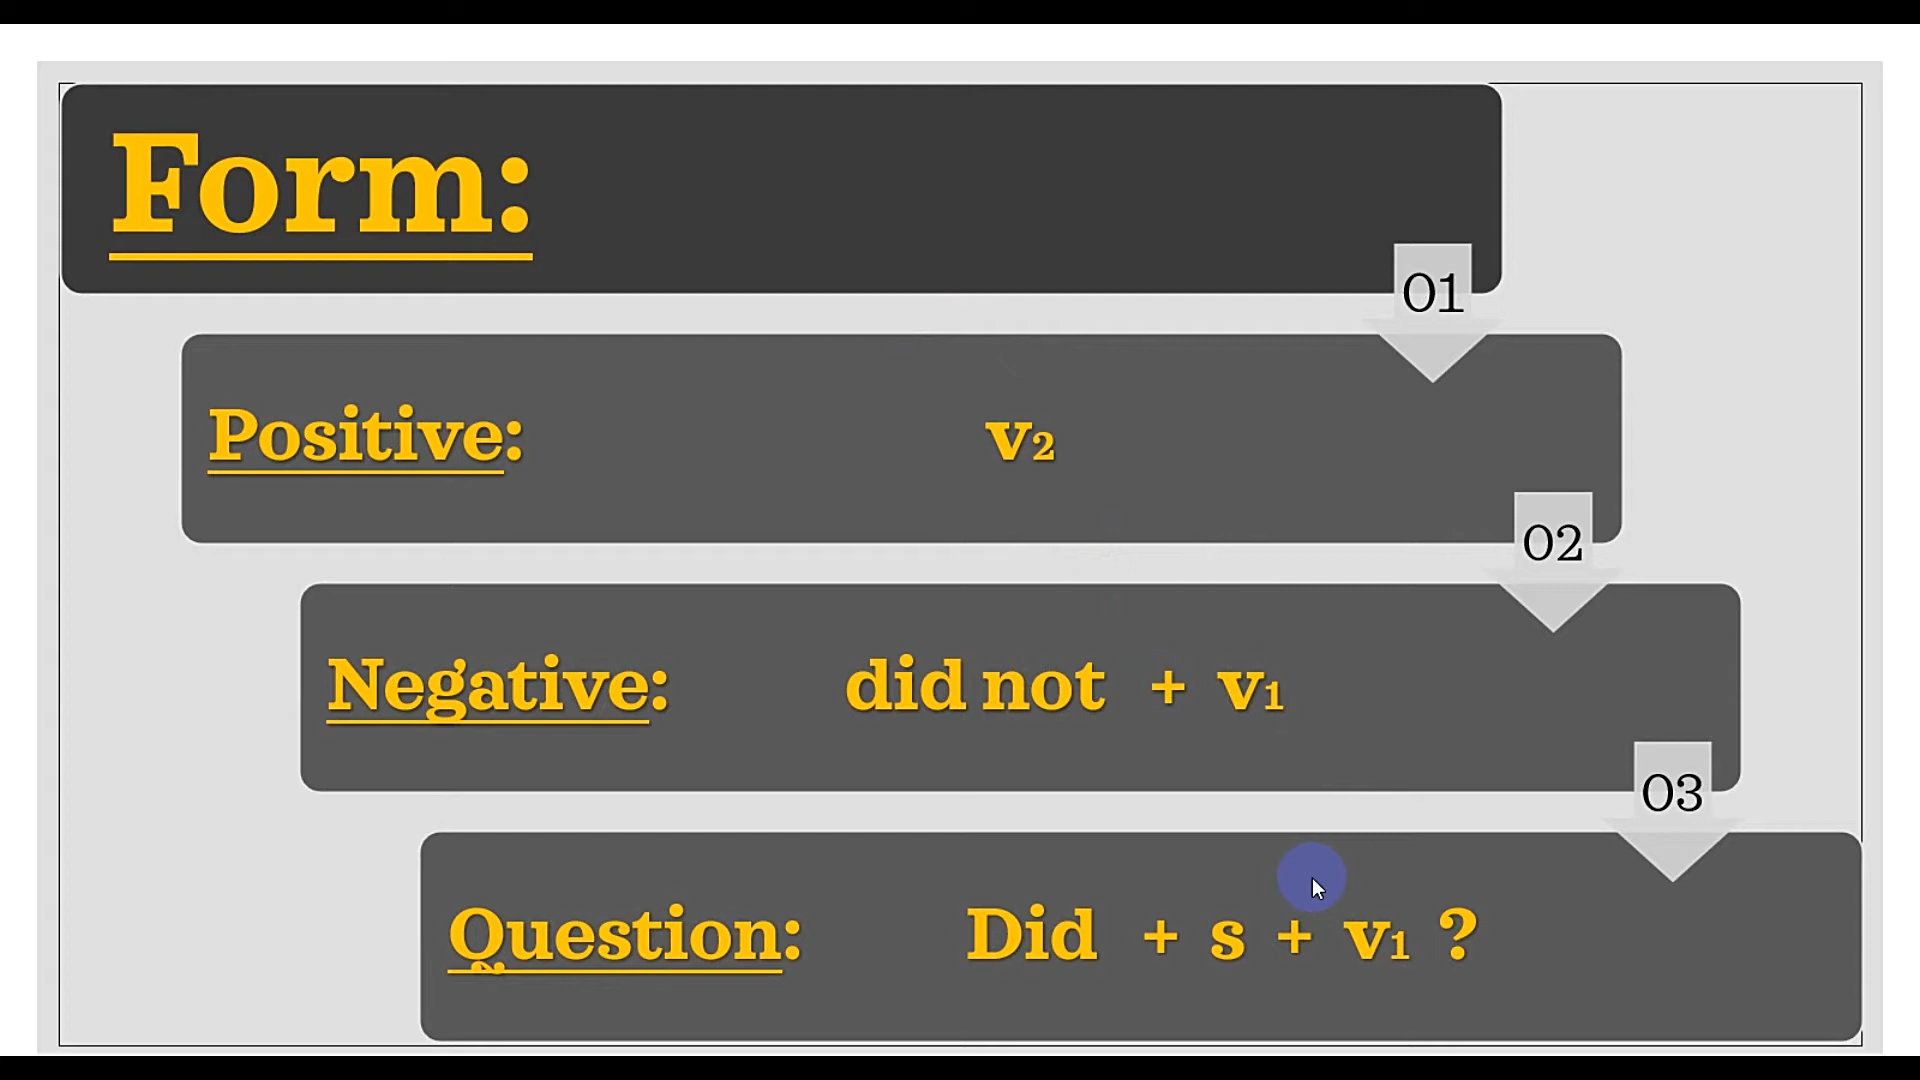 Form:
01
Positive: v2
02
Negative: did not + v1
03
Question: Did + s + v1 ?